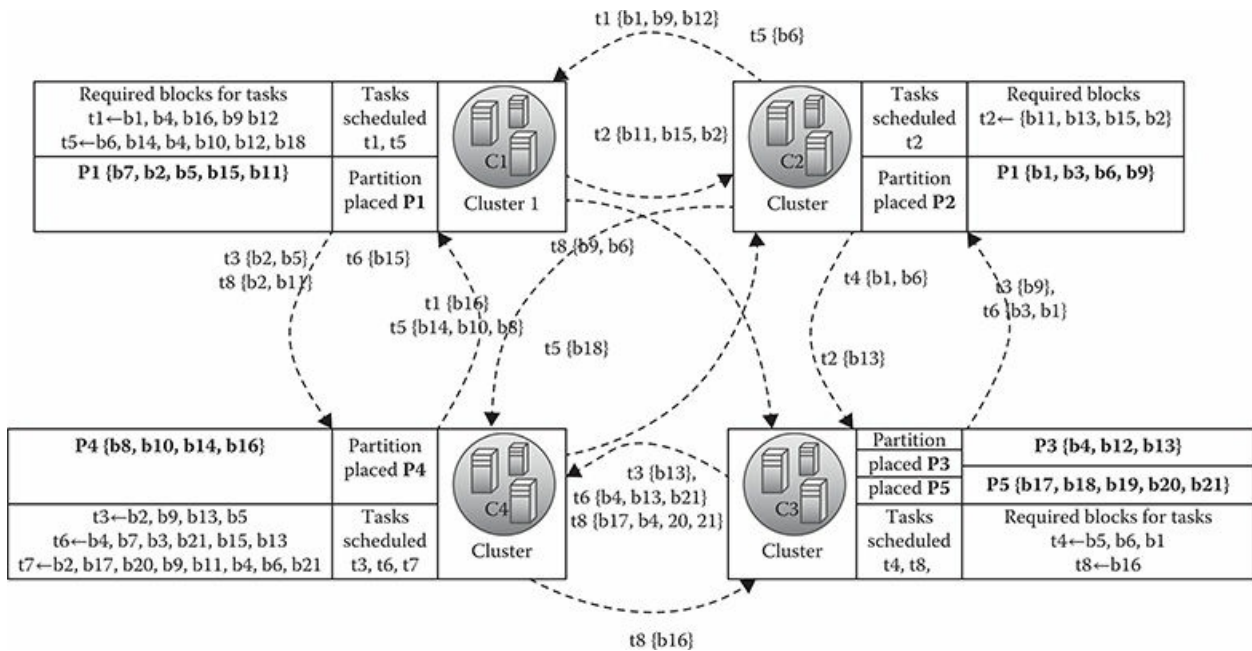 t1 {b1, b9, b12}
t5 {b6}
Required blocks for tasks
t1←b1, b4, b16, b9 b12
t5←b6, b14, b4, b10, b12, b18
Tasks
scheduled
t1, t5
P1 {b7, b2, b5, b15, b11}
Partition
placed P1
C1
Cluster 1
t2 {b11, b15, b2}
C2
Cluster
Tasks
scheduled
t2
Required blocks
t2← {b11, b13, b15, b2}
Partition
placed P2
P1 {b1, b3, b6, b9}
t3 {b2, b5}
t8 {b2, b11}
t6 {b15}
t8 {b9, b6}
t1 {b16}
t5 {b14, b10, b8}
t4 {b1, b6}
t3 {b9},
t6 {b3, b1}
t5 {b18}
t2 {b13}
P4 {b8, b10, b14, b16}
Partition
placed P4
t3←b2, b9, b13, b5
t6←b4, b7, b3, b21, b15, b13
t7←b2, b17, b20, b9, b11, b4, b6, b21
Tasks
scheduled
t3, t6, t7
C4
Cluster
t3 {b13},
t6 {b4, b13, b21}
t8 {b17, b4, 20, 21}
C3
Cluster
Partition
placed P3
placed P5
P3 {b4, b12, b13}
P5 {b17, b18, b19, b20, b21}
Tasks
scheduled
t4, t8,
Required blocks for tasks
t4←b5, b6, b1
t8←b16
t8 {b16}